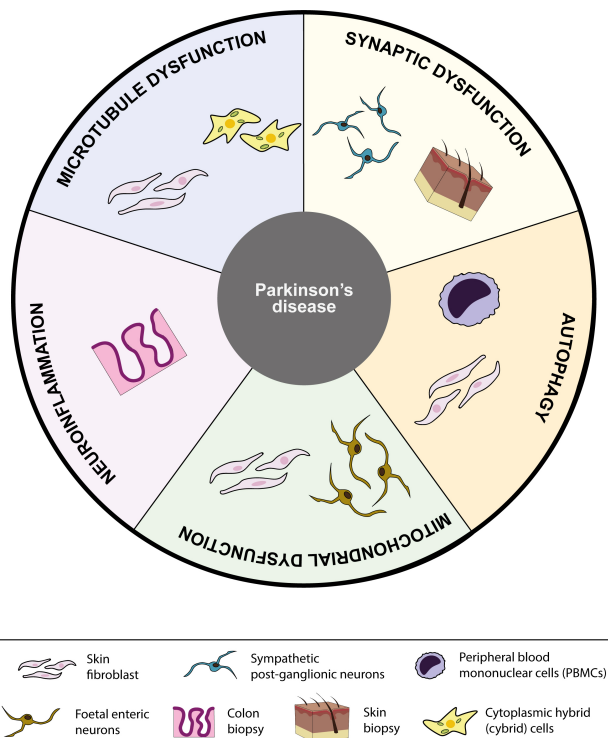 MICROTUBULE DYSFUNCTION
SYNAPTIC DYSFUNCTION
Parkinson's
disease
NEUROINFLAMMATION
AUTOPHAGY
MITOCHONDRIAL DYSFUNCTION
Skin
fibroblast
Sympathetic
post-ganglionic neurons
Peripheral blood
mononuclear cells (PBMCs)
Foetal enteric
neurons
Colon
biopsy
Skin
biopsy
Cytoplasmic hybrid
(cybrid) cells